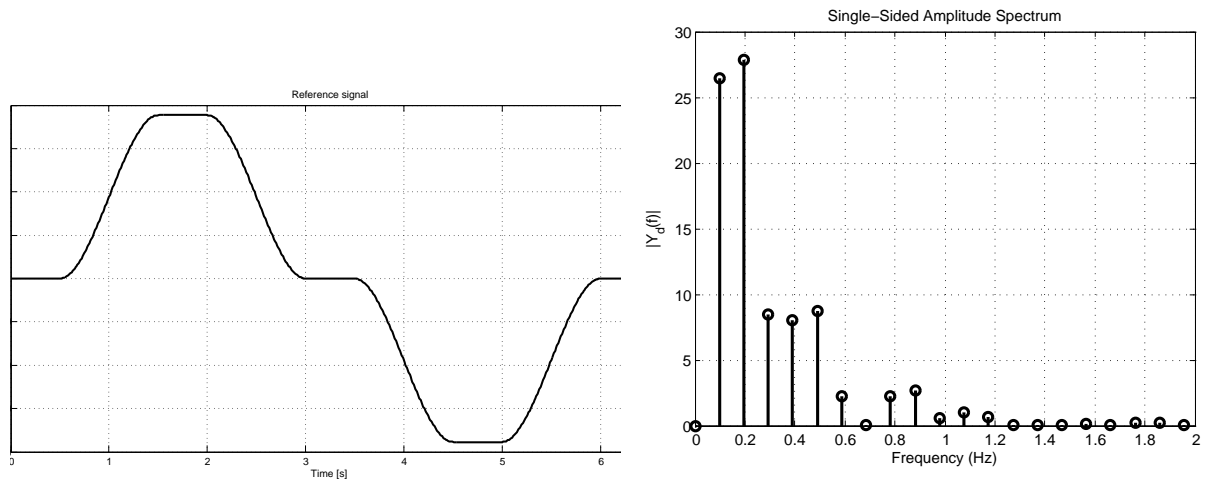 Reference signal
0 1 2 3 4 5 6
Time [s]
Single−Sided Amplitude Spectrum
30
25
20
15
10
5
0
|Y_d(f)|
0 0.2 0.4 0.6 0.8 1 1.2 1.4 1.6 1.8 2
Frequency (Hz)